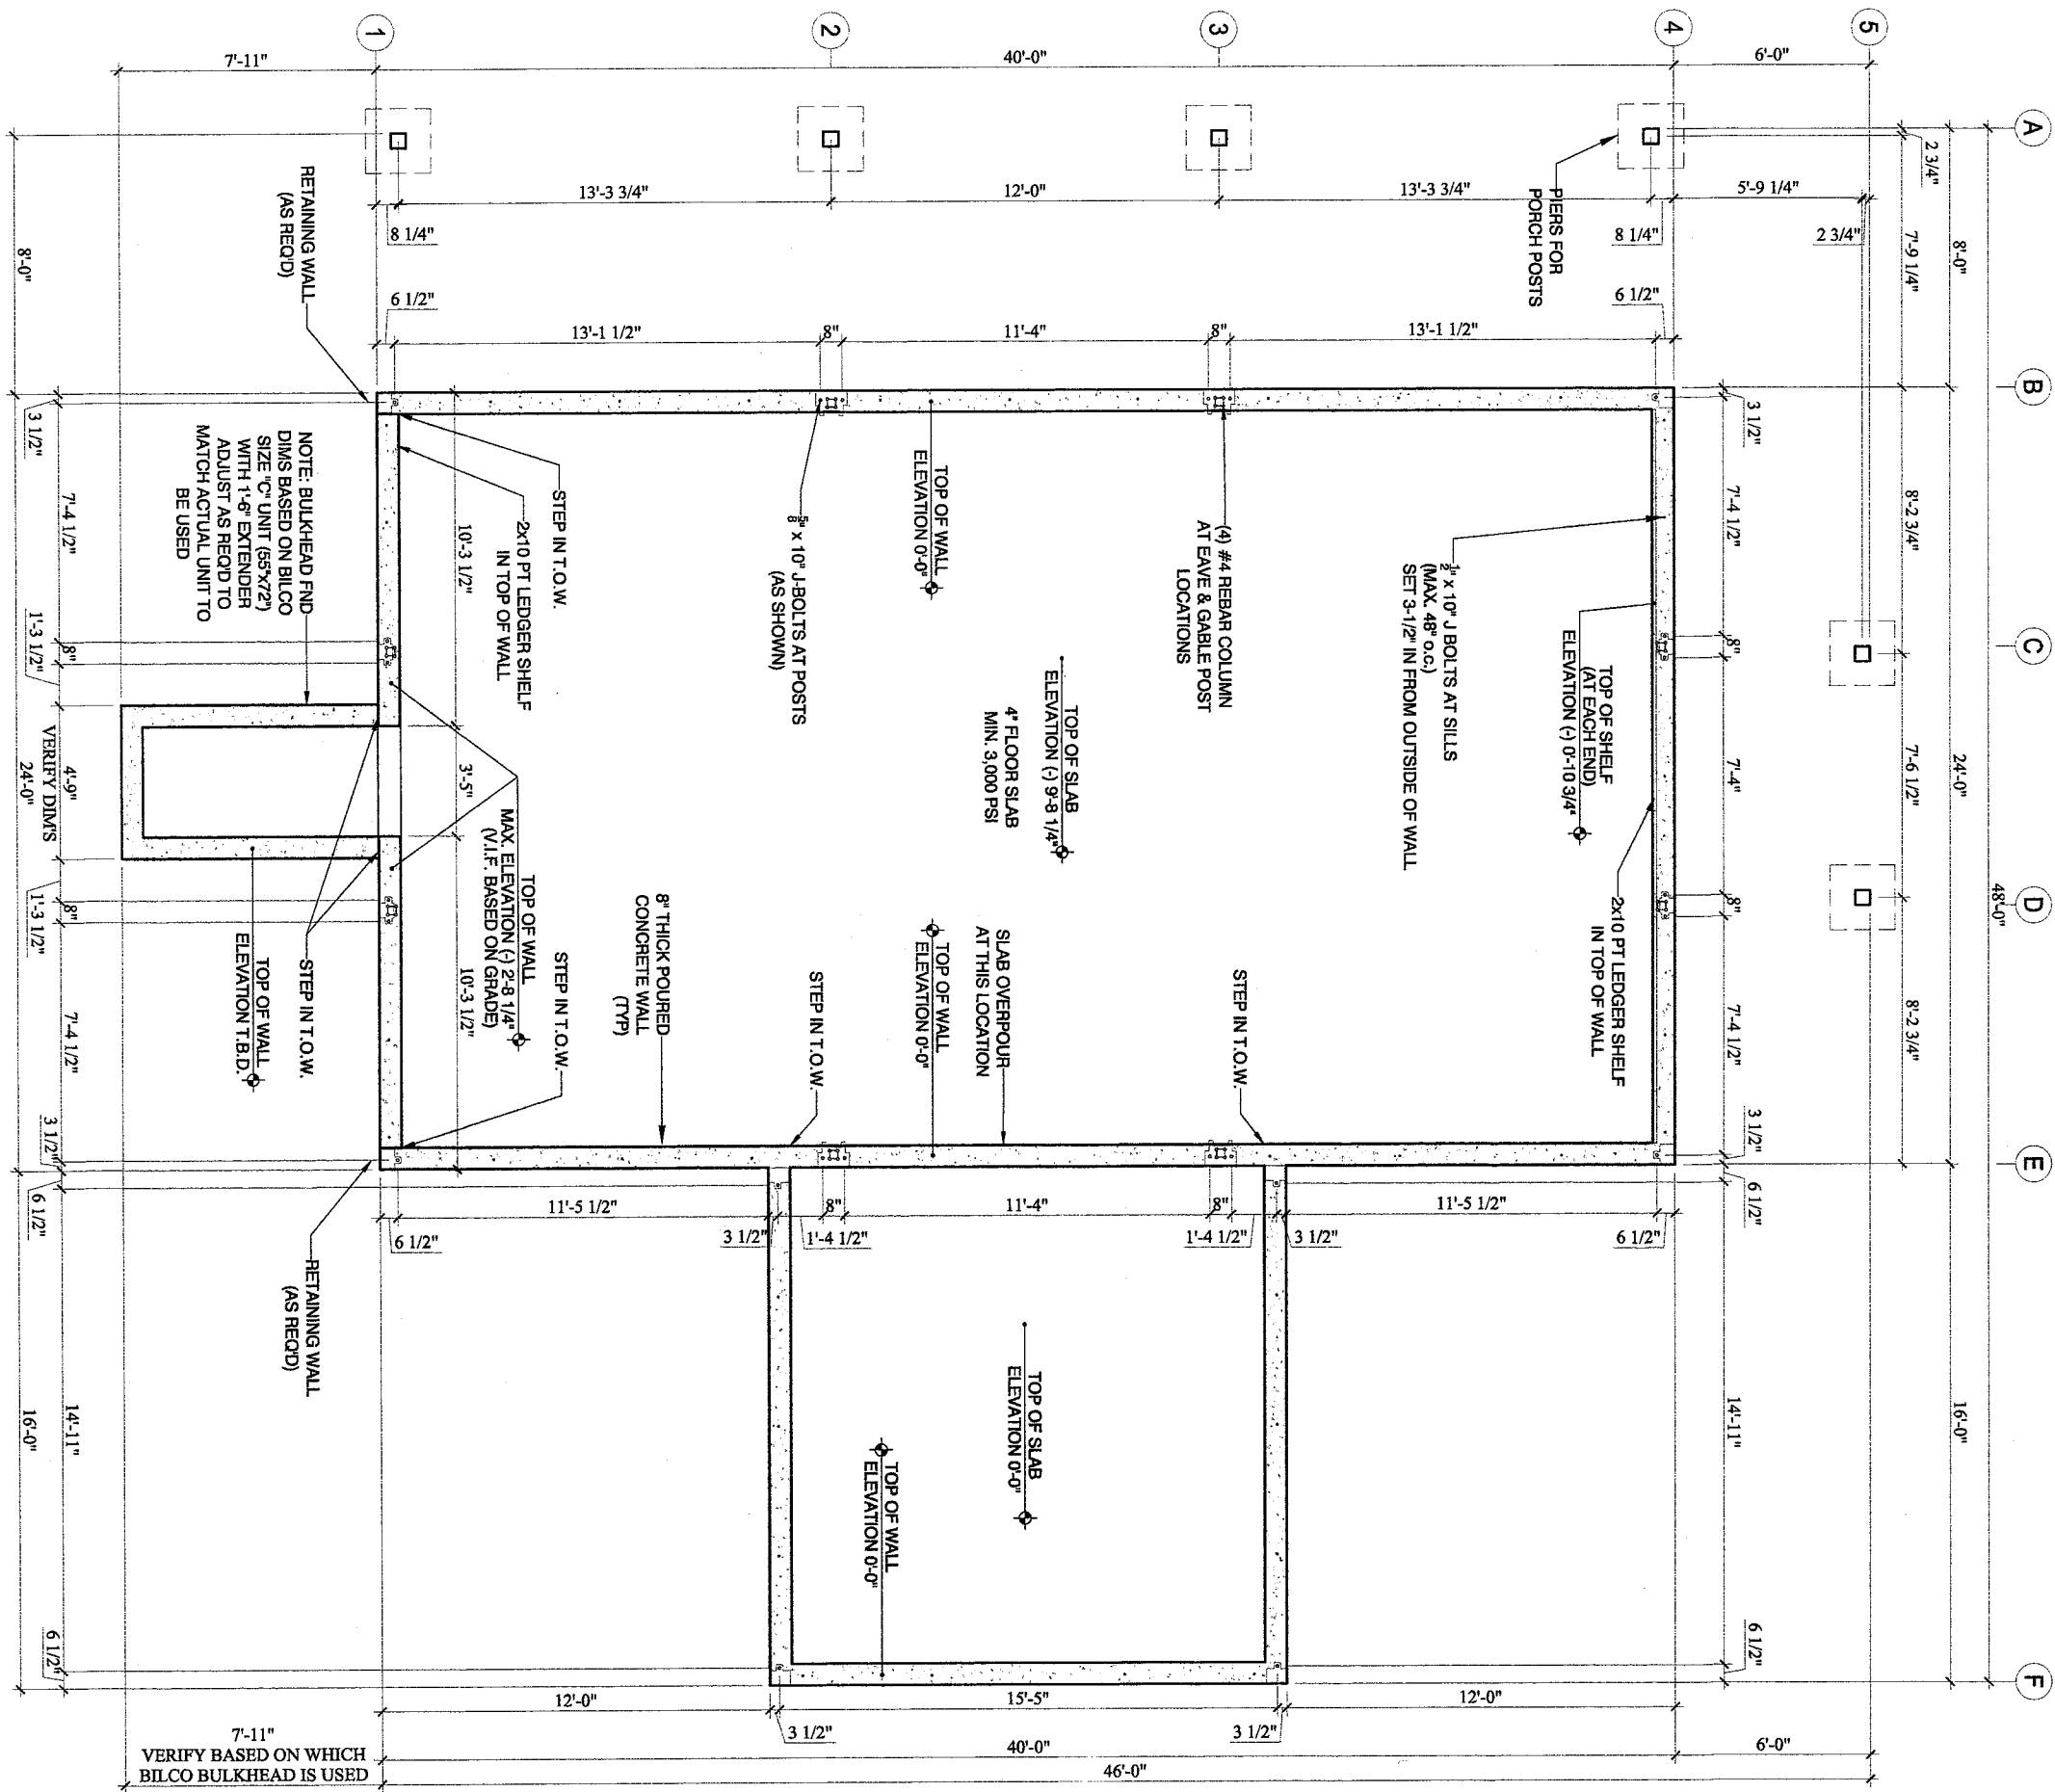 1
2
3
4
5
7'-11"
40'-0"
6'-0"
A
B
C
D
E
F
13'-3 3/4"
12'-0"
13'-3 3/4"
5'-9 1/4"
8 1/4"
8 1/4"
2 3/4"
2 3/4"
7'-9 1/4"
8'-0"
PIERS FOR
PORCH POSTS
RETAINING WALL
(AS REQ'D)
8'-0"
6 1/2"
6 1/2"
13'-1 1/2"
8"
11'-4"
8"
13'-1 1/2"
3 1/2"
3 1/2"
7'-4 1/2"
8"
7'-4"
8"
7'-4 1/2"
3 1/2"
8'-2 3/4"
7'-6 1/2"
8'-2 3/4"
24'-0"
48'-0"
16'-0"
NOTE: BULKHEAD FND
DIMS BASED ON BILCO
SIZE "C" UNIT (55"x72")
WITH 1'-6" EXTENDER
ADJUST AS REQ'D TO
MATCH ACTUAL UNIT TO
BE USED
STEP IN T.O.W.
2x10 PT LEDGER SHELF
IN TOP OF WALL
10'-3 1/2"
3'-5"
10'-3 1/2"
TOP OF WALL
ELEVATION 0'-0"
5/8" x 10" J-BOLTS AT POSTS
(AS SHOWN)
(4) #4 REBAR COLUMN
AT EAVE & GABLE POST
LOCATIONS
1/2" x 10" J BOLTS AT SILLS
(MAX. 48" o.c.)
SET 3-1/2" IN FROM OUTSIDE OF WALL
TOP OF SHELF
(AT EACH END)
ELEVATION (-) 0'-10 3/4"
2x10 PT LEDGER SHELF
IN TOP OF WALL
TOP OF SLAB
ELEVATION (-) 9'-8 1/4"
4" FLOOR SLAB
MIN. 3,000 PSI
7'-4 1/2"
8"
1'-3 1/2"
4'-9"
VERIFY DIM'S
24'-0"
1'-3 1/2"
8"
7'-4 1/2"
3 1/2"
TOP OF WALL
MAX. ELEVATION (-) 2'-8 1/4"
(V.I.F. BASED ON GRADE)
STEP IN T.O.W.
TOP OF WALL
ELEVATION T.B.D.
STEP IN T.O.W.
8" THICK POURED
CONCRETE WALL
(TYP)
STEP IN T.O.W.
TOP OF WALL
ELEVATION 0'-0"
SLAB OVERPOUR
AT THIS LOCATION
STEP IN T.O.W.
6 1/2"
6 1/2"
11'-5 1/2"
8"
11'-4"
8"
11'-5 1/2"
6 1/2"
3 1/2"
1'-4 1/2"
1'-4 1/2"
3 1/2"
6 1/2"
RETAINING WALL
(AS REQ'D)
14'-11"
16'-0"
14'-11"
TOP OF SLAB
ELEVATION 0'-0"
TOP OF WALL
ELEVATION 0'-0"
6 1/2"
6 1/2"
12'-0"
15'-5"
12'-0"
3 1/2"
3 1/2"
7'-11"
VERIFY BASED ON WHICH
BILCO BULKHEAD IS USED
40'-0"
6'-0"
46'-0"